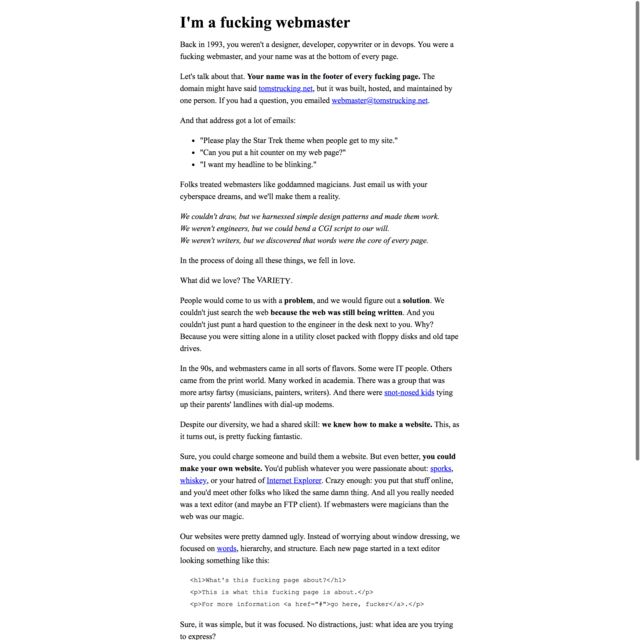 I'm a fucking webmaster
Back in 1993, you weren't a designer, developer, copywriter or in devops. You were a
fucking webmaster, and your name was at the bottom of every page.
Let's talk about that. Your name was in the footer of every fucking page. The
domain might have said tomstrucking.net, but it was built, hosted, and maintained by
one person. If you had a question, you emailed webmaster@tomstrucking.net.
And that address got a lot of emails:
• "Please play the Star Trek theme when people get to my site."
• "Can you put a hit counter on my web page?"
• "I want my headline to be blinking."
Folks treated webmasters like goddamned magicians. Just email us with your
cyberspace dreams, and we'll make them a reality.
We couldn't draw, but we harnessed simple design patterns and made them work.
We weren't engineers, but we could bend a CGI script to our will.
We weren't writers, but we discovered that words were the core of every page.
In the process of doing all these things, we fell in love.
What did we love? The VARIETY.
People would come to us with a problem, and we would figure out a solution. We
couldn't just search the web because the web was still being written. And you
couldn't just punt a hard question to the engineer in the desk next to you. Why?
Because you were sitting alone in a utility closet packed with floppy disks and old tape
drives.
In the 90s, and webmasters came in all sorts of flavors. Some were IT people. Others
came from the print world. Many worked in academia. There was a group that was
more artsy fartsy (musicians, painters, writers). And there were snot-nosed kids tying
up their parents' landlines with dial-up modems.
Despite our diversity, we had a shared skill: we knew how to make a website. This, as
it turns out, is pretty fucking fantastic.
Sure, you could charge someone and build them a website. But even better, you could
make your own website. You'd publish whatever you were passionate about: sporks,
whiskey, or your hatred of Internet Explorer. Crazy enough: you put that stuff online,
and you'd meet other folks who liked the same damn thing. And all you really needed
was a text editor (and maybe an FTP client). If webmasters were magicians than the
web was our magic.
Our websites were pretty damned ugly. Instead of worrying about window dressing, we
focused on words, hierarchy, and structure. Each new page started in a text editor
looking something like this:
<h1>What's this fucking page about?</h1>
<p>This is what this fucking page is about.</p>
<p>For more information <a href="#">go here, fucker</a>.</p>
Sure, it was simple, but it was focused. No distractions, just: what idea are you trying
to express?